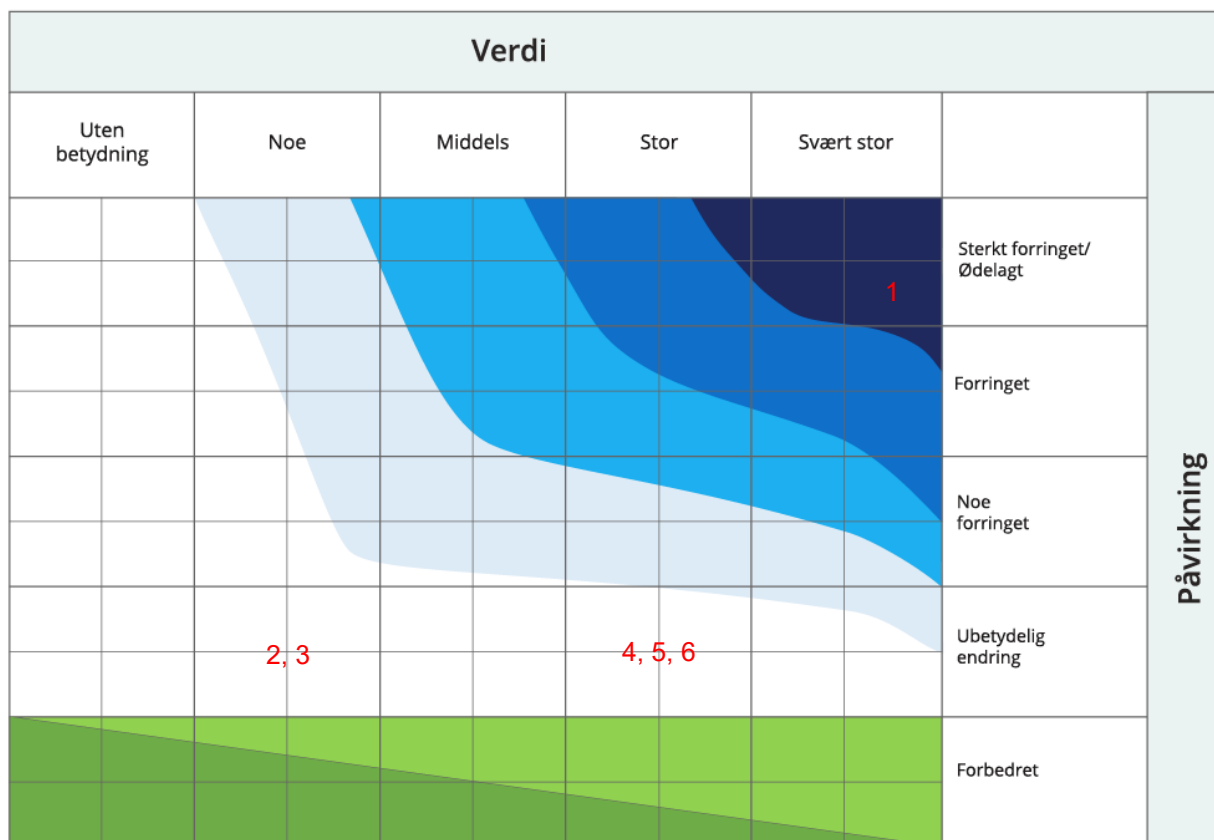 Verdi
Uten
betydning
Noe
Middels
Stor
Svært stor
Sterkt forringet/
Ødelagt
1
Forringet
Noe
forringet
Påvirkning
Ubetydelig
endring
2, 3
4, 5, 6
Forbedret